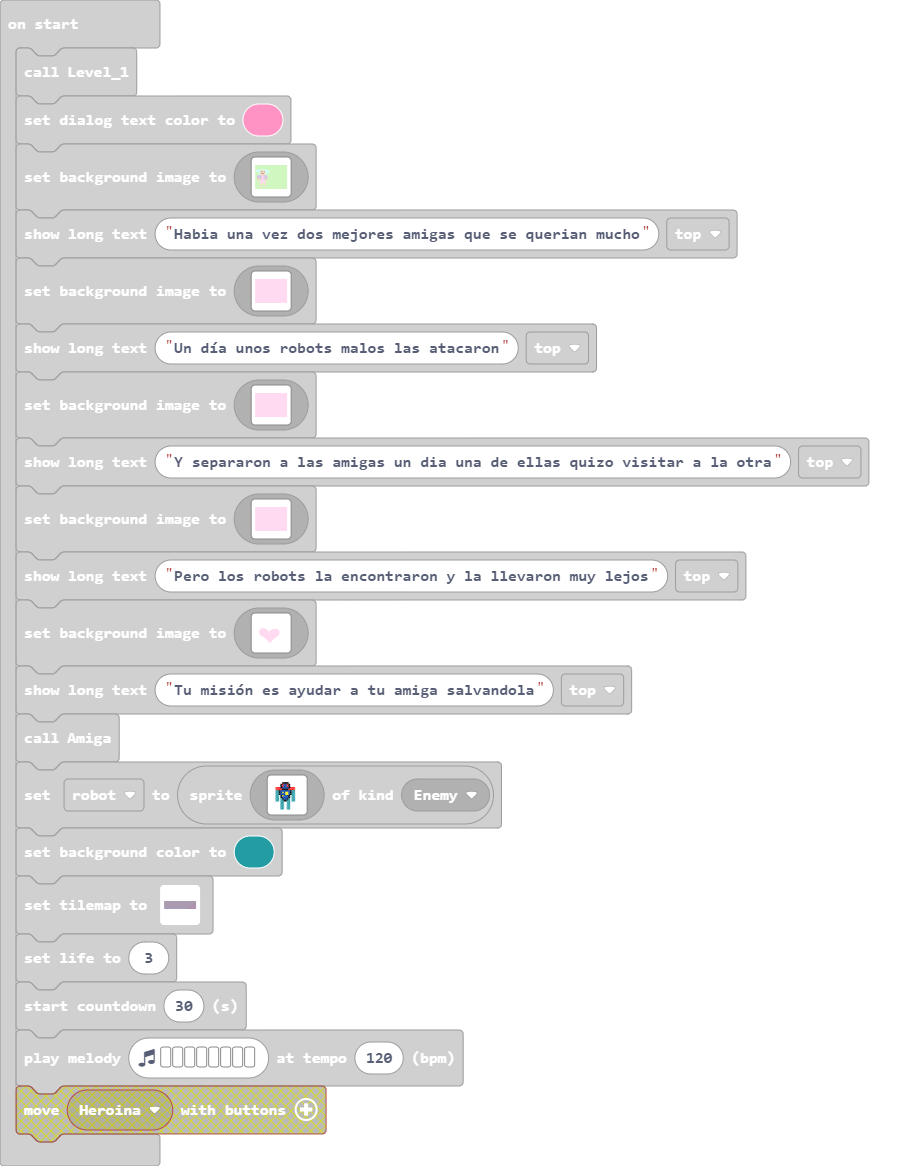 on start
call Level_1
set dialog text color to
set background image to
show long text "Habia una vez dos mejores amigas que se querian mucho" top
set background image to
show long text "Un día unos robots malos las atacaron" top
set background image to
show long text "Y separaron a las amigas un dia una de ellas quizo visitar a la otra" top
set background image to
show long text "Pero los robots la encontraron y la llevaron muy lejos" top
set background image to
show long text "Tu misión es ayudar a tu amiga salvandola" top
call Amiga
set robot to sprite of kind Enemy
set background color to
set tilemap to
set life to 3
start countdown 30 (s)
play melody at tempo 120 (bpm)
move Heroina with buttons